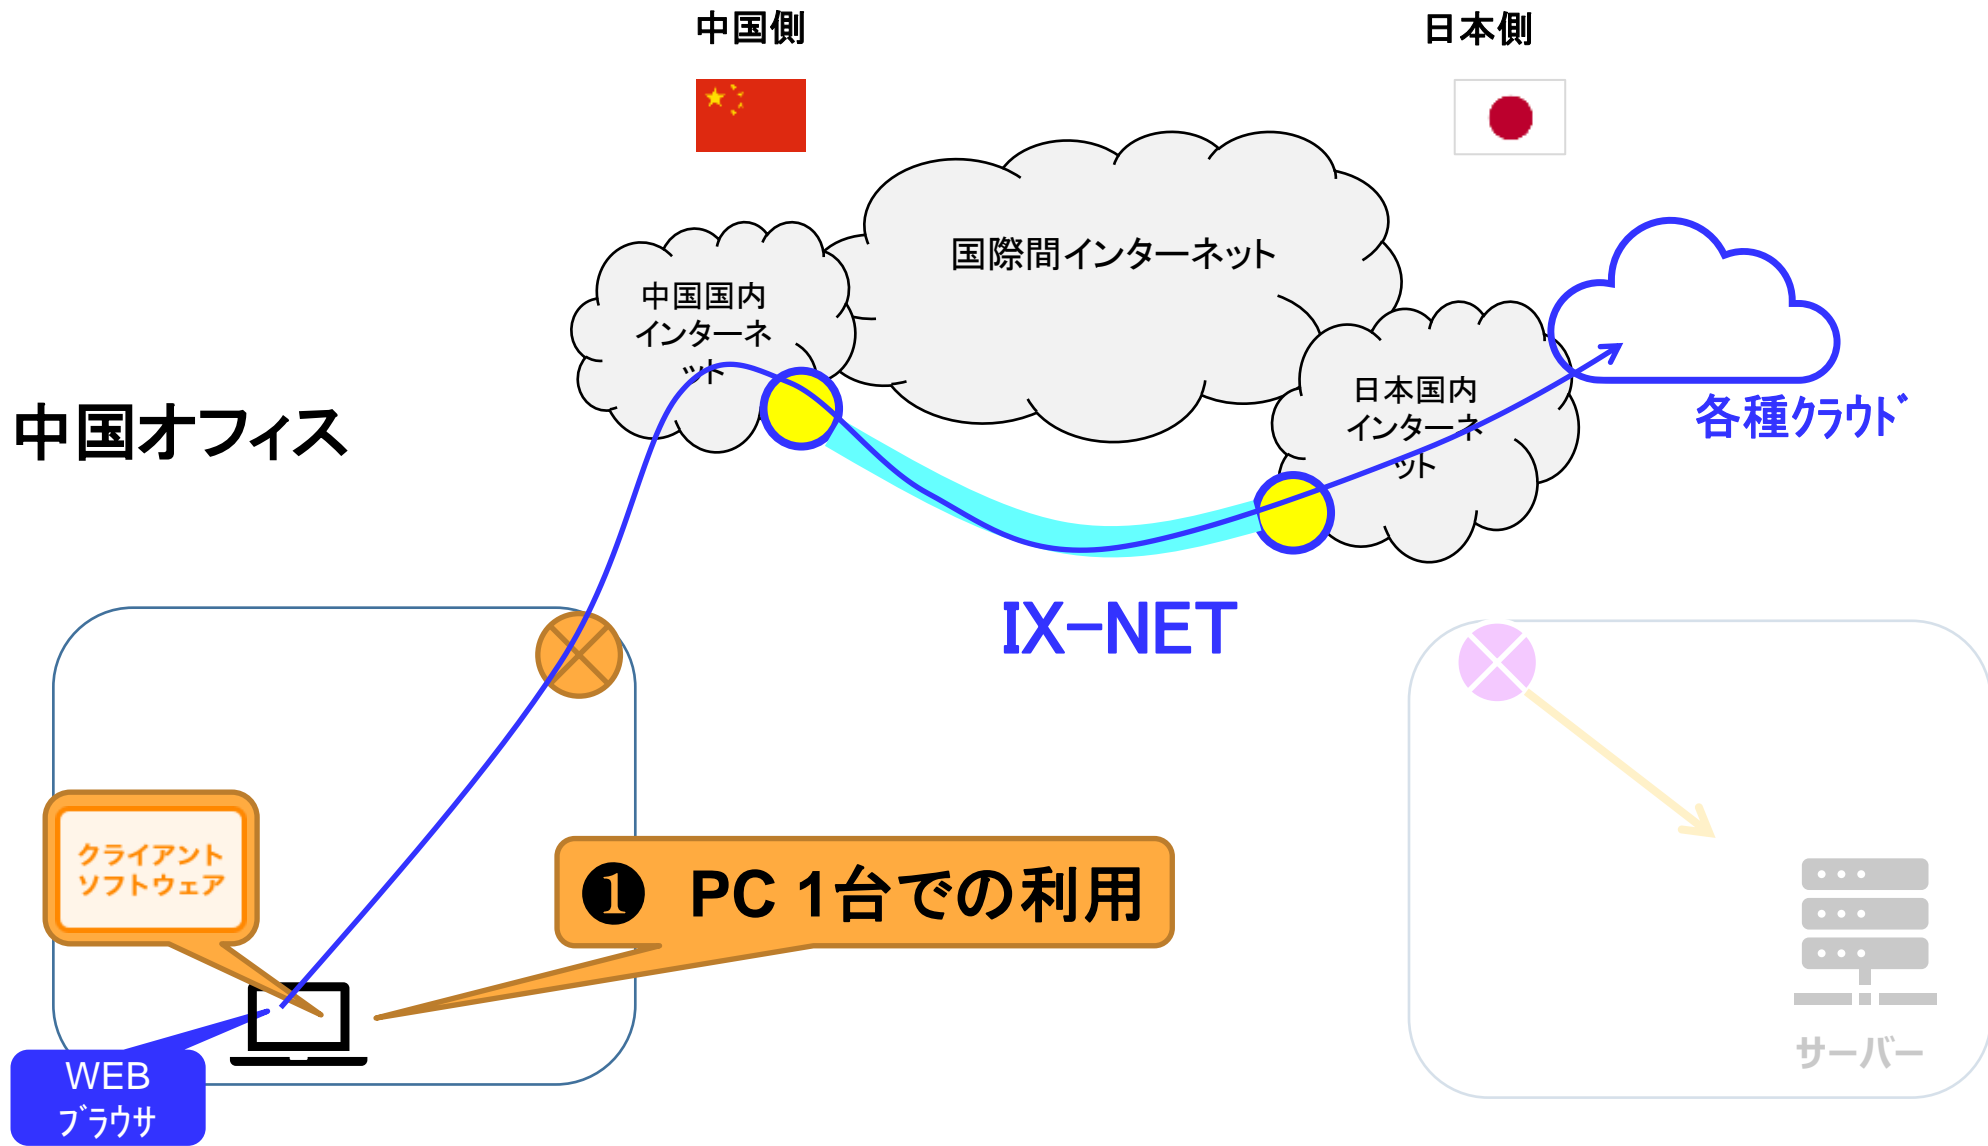 中国側
日本側
国際間インターネット
中国国内
インターネ
ット
日本国内
インターネ
ット
各種クラウド
中国オフィス
IX-NET
クライアント
ソフトウェア
❶ PC 1台での利用
サーバー
WEB
ブラウサ